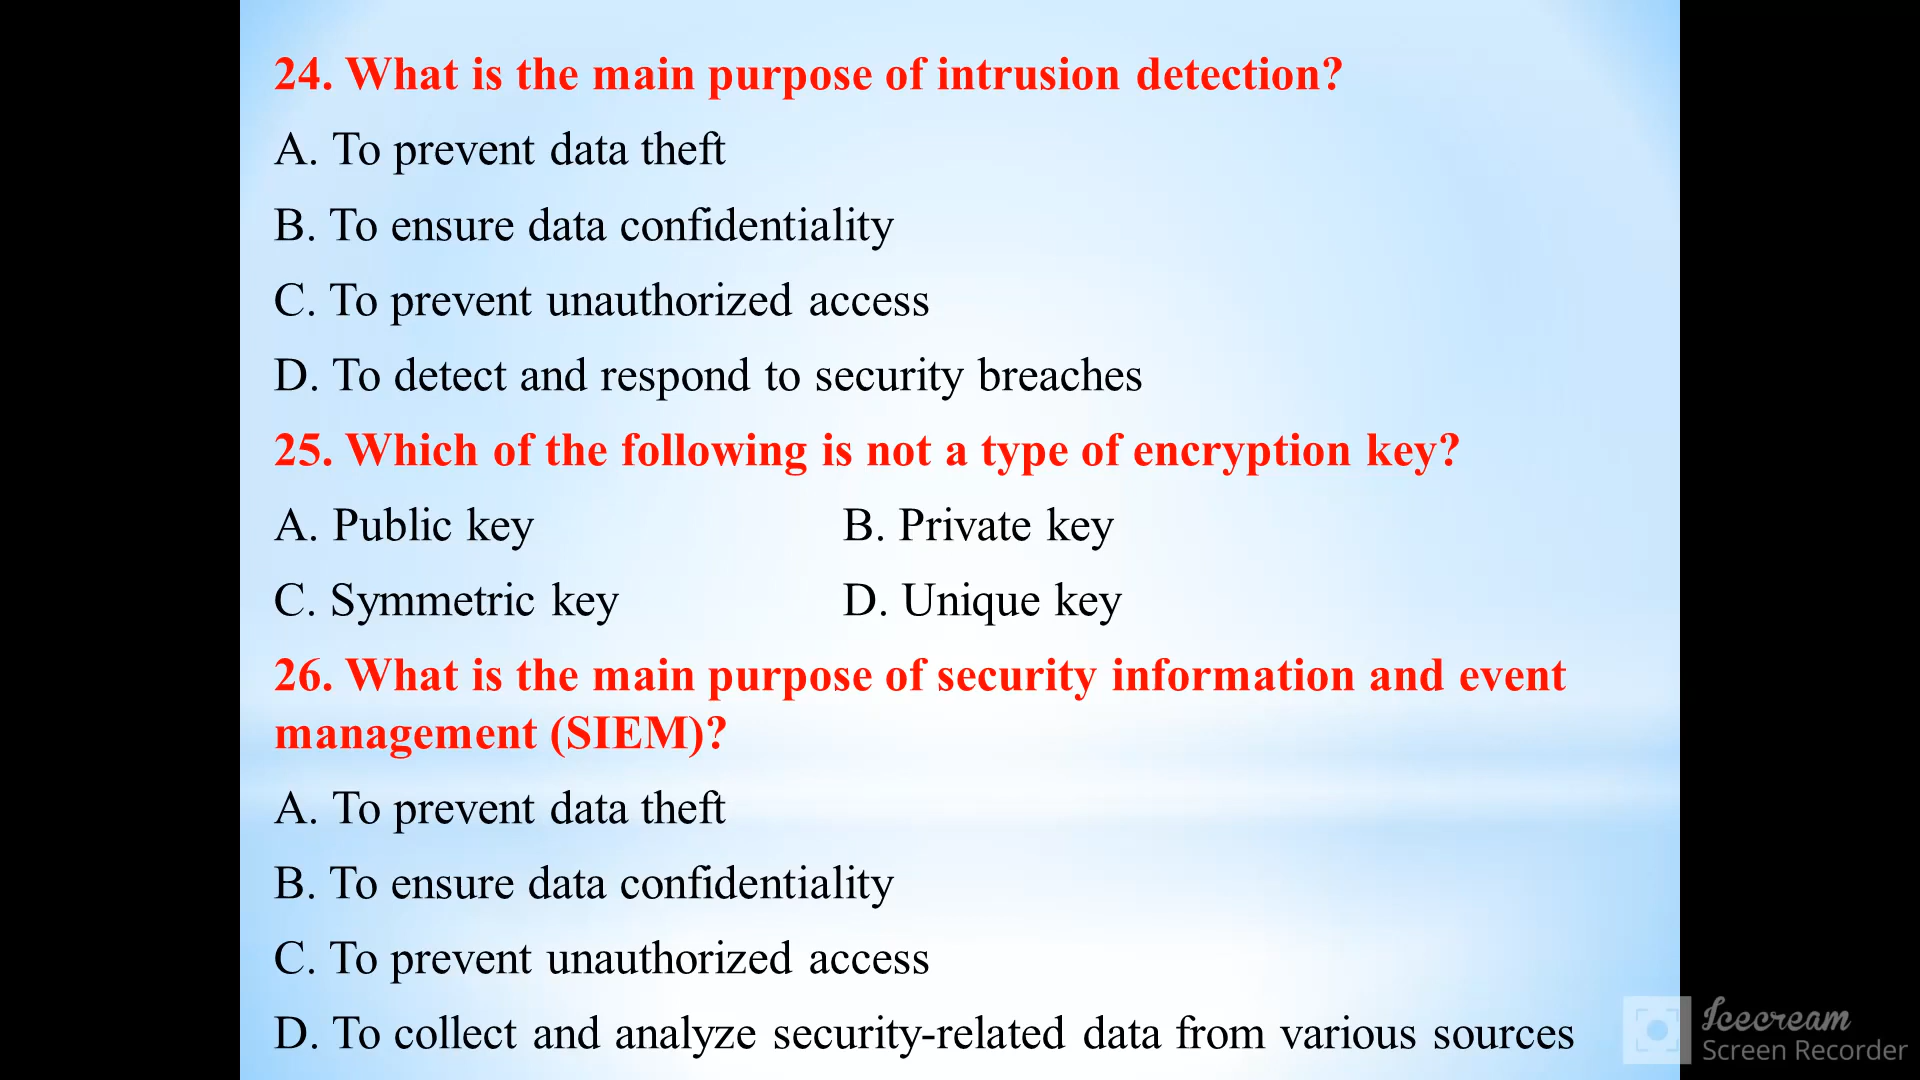 24. What is the main purpose of intrusion detection?
A. To prevent data theft
B. To ensure data confidentiality
C. To prevent unauthorized access
D. To detect and respond to security breaches
25. Which of the following is not a type of encryption key?
A. Public key B. Private key
C. Symmetric key D. Unique key
26. What is the main purpose of security information and event
management (SIEM)?
A. To prevent data theft
B. To ensure data confidentiality
C. To prevent unauthorized access
D. To collect and analyze security-related data from various sources
Icecream
Screen Recorder